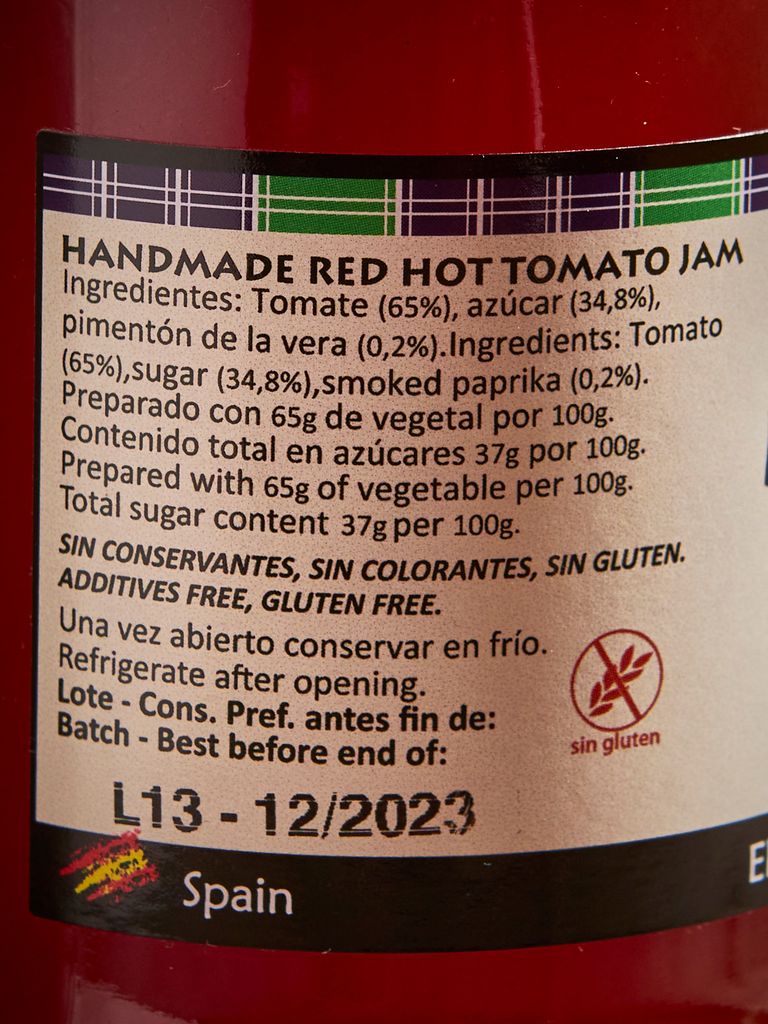 HANDMADE RED HOT TOMATO JAM
Ingredientes: Tomate (65%), azúcar (34,8%),
pimentón de la vera (0,2%).Ingredients: Tomato
(65%),sugar (34,8%),smoked paprika (0,2%).
Preparado con 65g de vegetal por 100g.
Contenido total en azúcares 37g por 100g.
Prepared with 65g of vegetable per 100g.
Total sugar content 37g per 100g.
SIN CONSERVANTES, SIN COLORANTES, SIN GLUTEN.
ADDITIVES FREE, GLUTEN FREE.
Una vez abierto conservar en frío.
Refrigerate after opening.
Lote - Cons. Pref. antes fin de:
Batch - Best before end of:
sin gluten
L13 - 12/2023
Spain